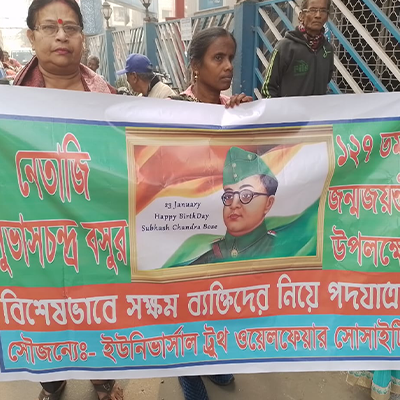 নেতাজি
সুভাসচন্দ্র বসুর
23 January
Happy BirthDay
Subhash Chandra Bose
১২৭ তম
জন্মজয়ন্তী
উপলক্ষে
বিশেষভাবে সক্ষম ব্যক্তিদের নিয়ে পদযাত্রা
সৌজন্যেঃ- ইউনিভার্সাল ট্রুথ ওয়েলফেয়ার সোসাইটি